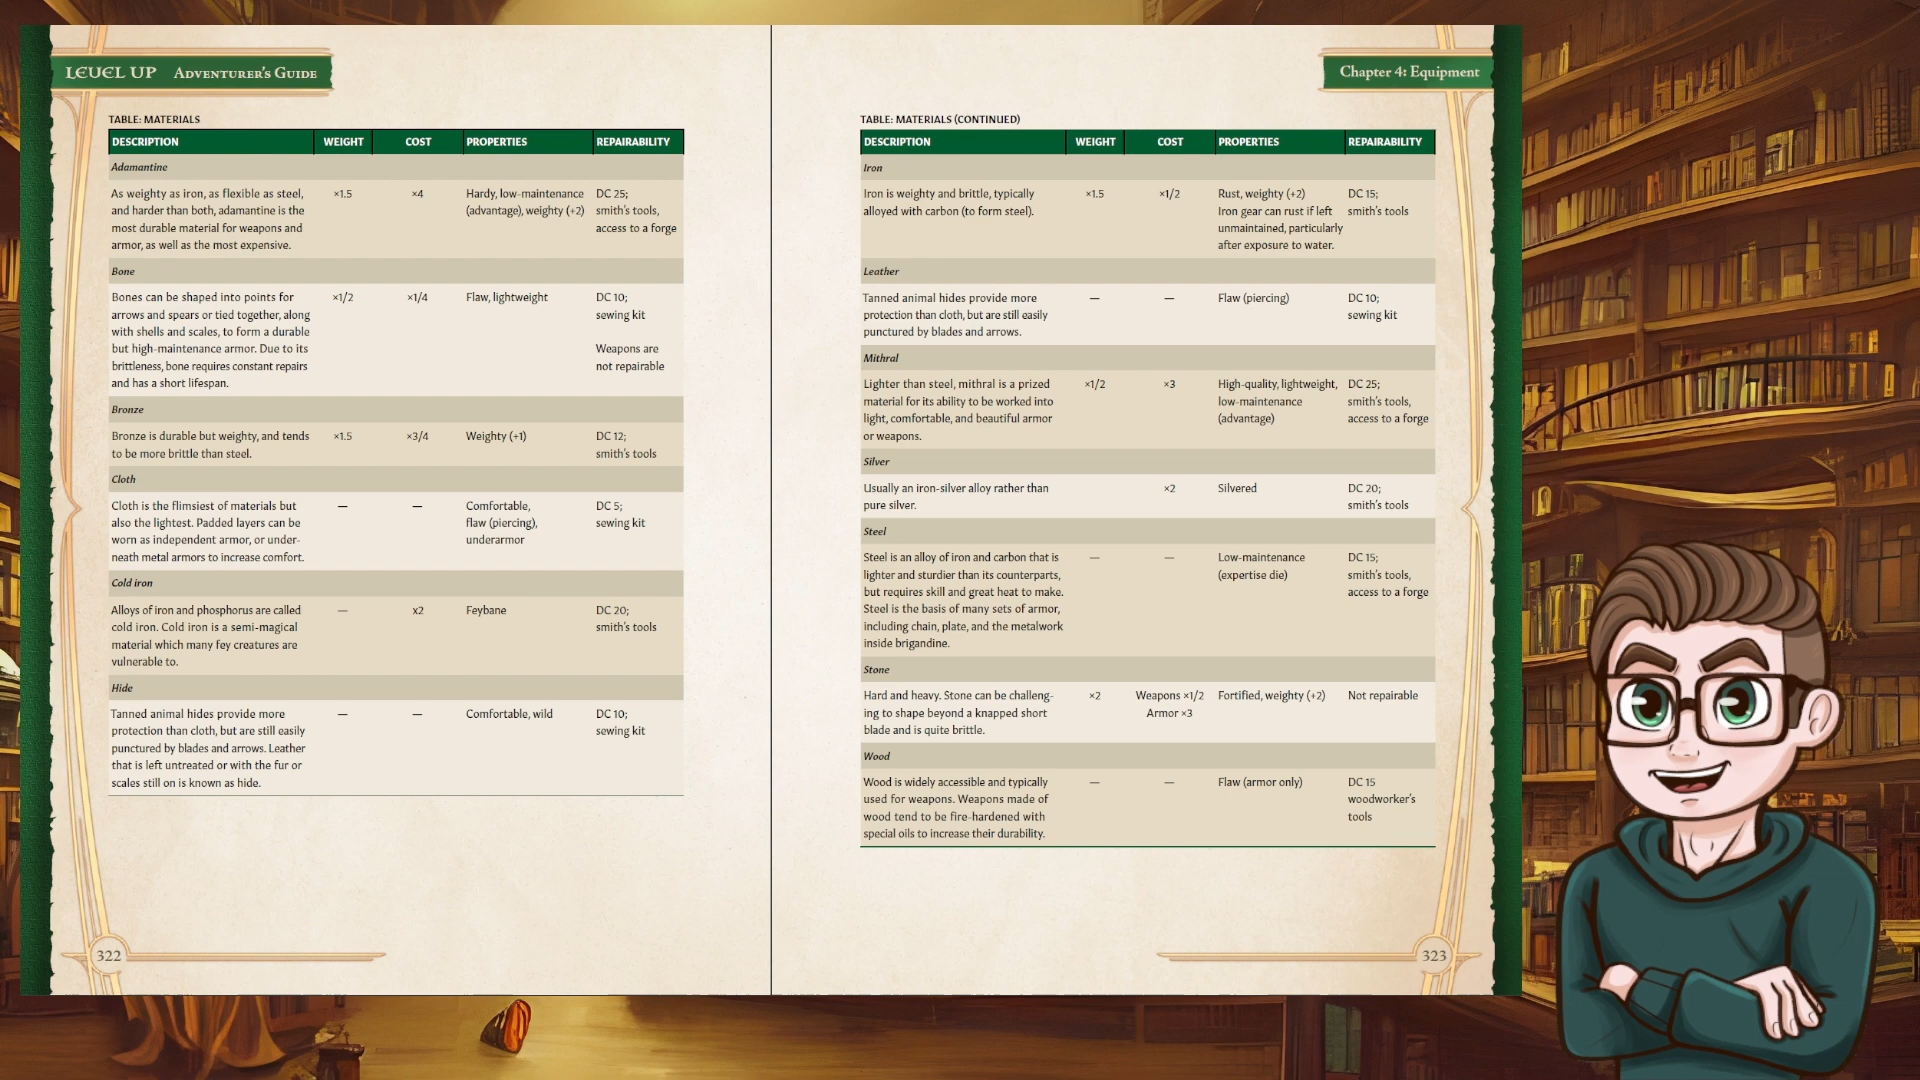 LEVEL UP ADVENTURER'S GUIDE
TABLE: MATERIALS
DESCRIPTION WEIGHT COST PROPERTIES REPAIRABILITY
Adamantine
As weighty as iron, as flexible as steel, ×1.5 ×4 Hardy, low-maintenance DC 25;
and harder than both, adamantine is the (advantage), weighty (+2) smith's tools,
most durable material for weapons and access to a forge
armor, as well as the most expensive.
Bone
Bones can be shaped into points for ×1/2 ×1/4 Flaw, lightweight DC 10;
arrows and spears or tied together, along sewing kit
with shells and scales, to form a durable
but high-maintenance armor. Due to its Weapons are
brittleness, bone requires constant repairs not repairable
and has a short lifespan.
Bronze
Bronze is durable but weighty, and tends ×1.5 ×3/4 Weighty (+1) DC 12;
to be more brittle than steel. smith's tools
Cloth
Cloth is the flimsiest of materials but — — Comfortable, DC 5;
also the lightest. Padded layers can be flaw (piercing), sewing kit
worn as independent armor, or under- underarmor
neath metal armors to increase comfort.
Cold iron
Alloys of iron and phosphorus are called — x2 Feybane DC 20;
cold iron. Cold iron is a semi-magical smith's tools
material which many fey creatures are
vulnerable to.
Hide
Tanned animal hides provide more — — Comfortable, wild DC 10;
protection than cloth, but are still easily sewing kit
punctured by blades and arrows. Leather
that is left untreated or with the fur or
scales still on is known as hide.
322
Chapter 4: Equipment
TABLE: MATERIALS (CONTINUED)
DESCRIPTION WEIGHT COST PROPERTIES REPAIRABILITY
Iron
Iron is weighty and brittle, typically ×1.5 ×1/2 Rust, weighty (+2) DC 15;
alloyed with carbon (to form steel). Iron gear can rust if left smith's tools
unmaintained, particularly
after exposure to water.
Leather
Tanned animal hides provide more — — Flaw (piercing) DC 10;
protection than cloth, but are still easily sewing kit
punctured by blades and arrows.
Mithral
Lighter than steel, mithral is a prized ×1/2 ×3 High-quality, lightweight, DC 25;
material for its ability to be worked into low-maintenance smith's tools,
light, comfortable, and beautiful armor (advantage) access to a forge
or weapons.
Silver
Usually an iron-silver alloy rather than ×2 Silvered DC 20;
pure silver. smith's tools
Steel
Steel is an alloy of iron and carbon that is — — Low-maintenance DC 15;
lighter and sturdier than its counterparts, (expertise die) smith's tools,
but requires skill and great heat to make. access to a forge
Steel is the basis of many sets of armor,
including chain, plate, and the metalwork
inside brigandine.
Stone
Hard and heavy. Stone can be challeng- ×2 Weapons ×1/2 Fortified, weighty (+2) Not repairable
ing to shape beyond a knapped short Armor ×3
blade and is quite brittle.
Wood
Wood is widely accessible and typically — — Flaw (armor only) DC 15
used for weapons. Weapons made of woodworker's
wood tend to be fire-hardened with tools
special oils to increase their durability.
323